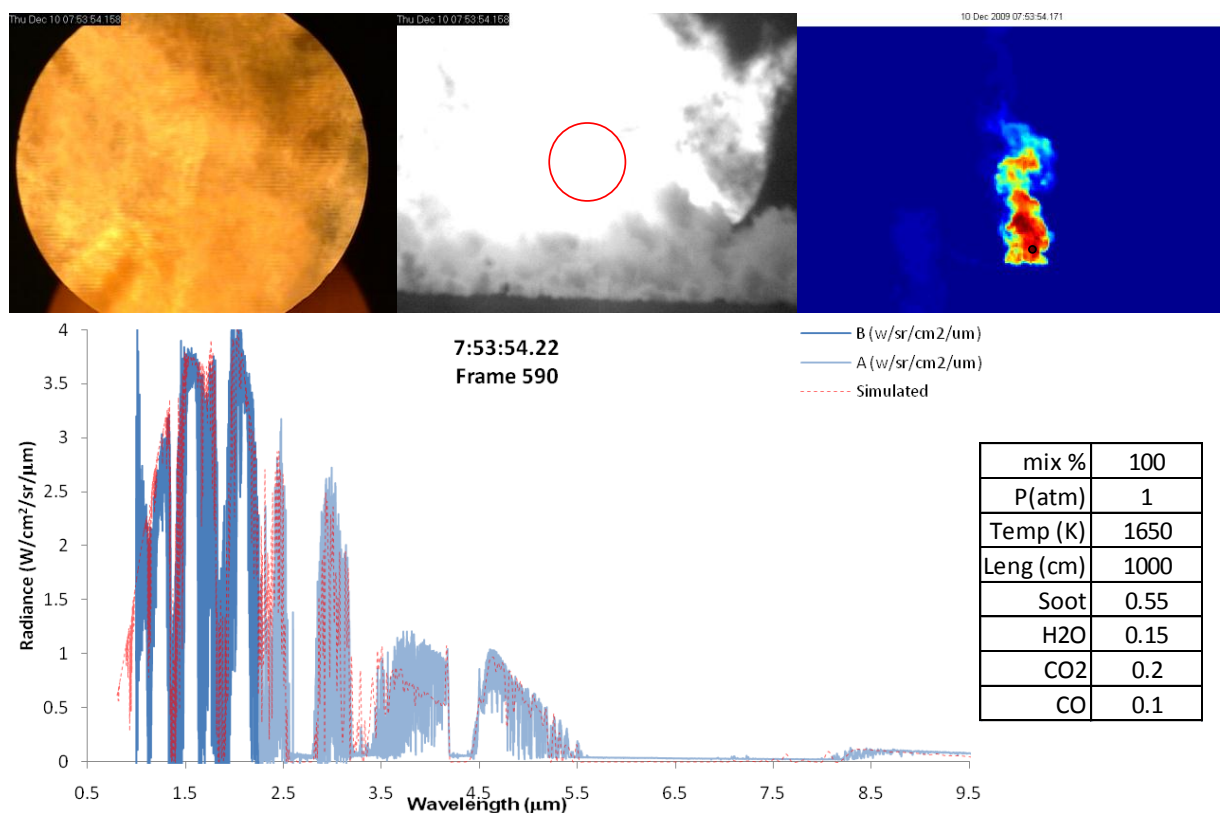 Thu Dec 10 07:53:54.158
Thu Dec 10 07:53:54.158
10 Dec 2009 07:53:54.171
7:53:54.22
Frame 590
B (w/sr/cm2/um)
A (w/sr/cm2/um)
Simulated
Radiance (W/cm²/sr/μm)
4
3.5
3
2.5
2
1.5
1
0.5
0
0.5 1.5 2.5 3.5 4.5 5.5 6.5 7.5 8.5 9.5
Wavelength (μm)
mix % 100
P(atm) 1
Temp (K) 1650
Leng (cm) 1000
Soot 0.55
H2O 0.15
CO2 0.2
CO 0.1